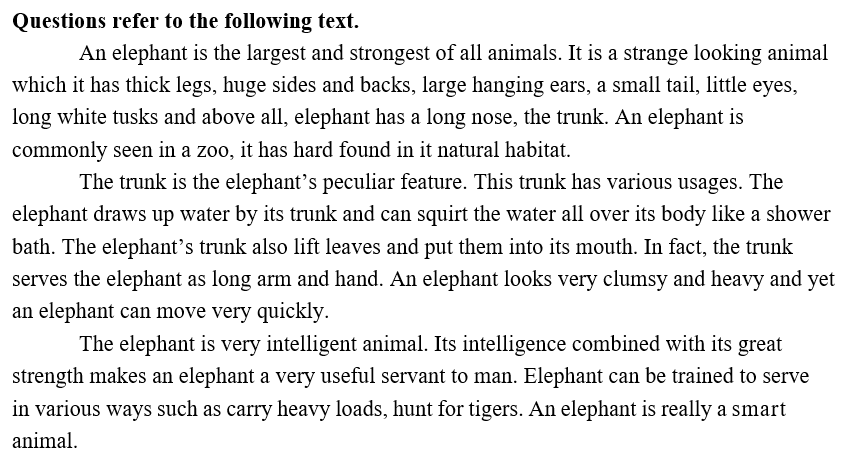 Questions refer to the following text.
An elephant is the largest and strongest of all animals. It is a strange looking animal
which it has thick legs, huge sides and backs, large hanging ears, a small tail, little eyes,
long white tusks and above all, elephant has a long nose, the trunk. An elephant is
commonly seen in a zoo, it has hard found in it natural habitat.
The trunk is the elephant’s peculiar feature. This trunk has various usages. The
elephant draws up water by its trunk and can squirt the water all over its body like a shower
bath. The elephant’s trunk also lift leaves and put them into its mouth. In fact, the trunk
serves the elephant as long arm and hand. An elephant looks very clumsy and heavy and yet
an elephant can move very quickly.
The elephant is very intelligent animal. Its intelligence combined with its great
strength makes an elephant a very useful servant to man. Elephant can be trained to serve
in various ways such as carry heavy loads, hunt for tigers. An elephant is really a smart
animal.